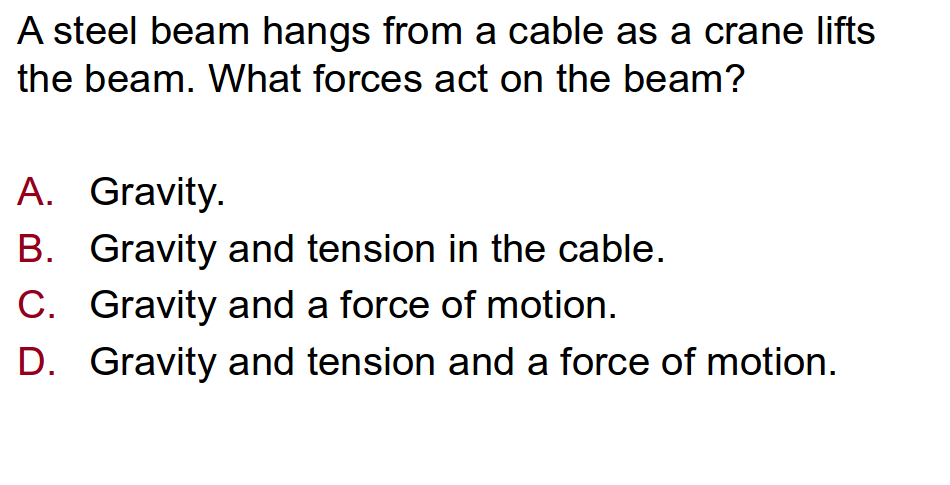 A steel beam hangs from a cable as a crane lifts
the beam. What forces act on the beam?
A. Gravity.
B. Gravity and tension in the cable.
C. Gravity and a force of motion.
D. Gravity and tension and a force of motion.